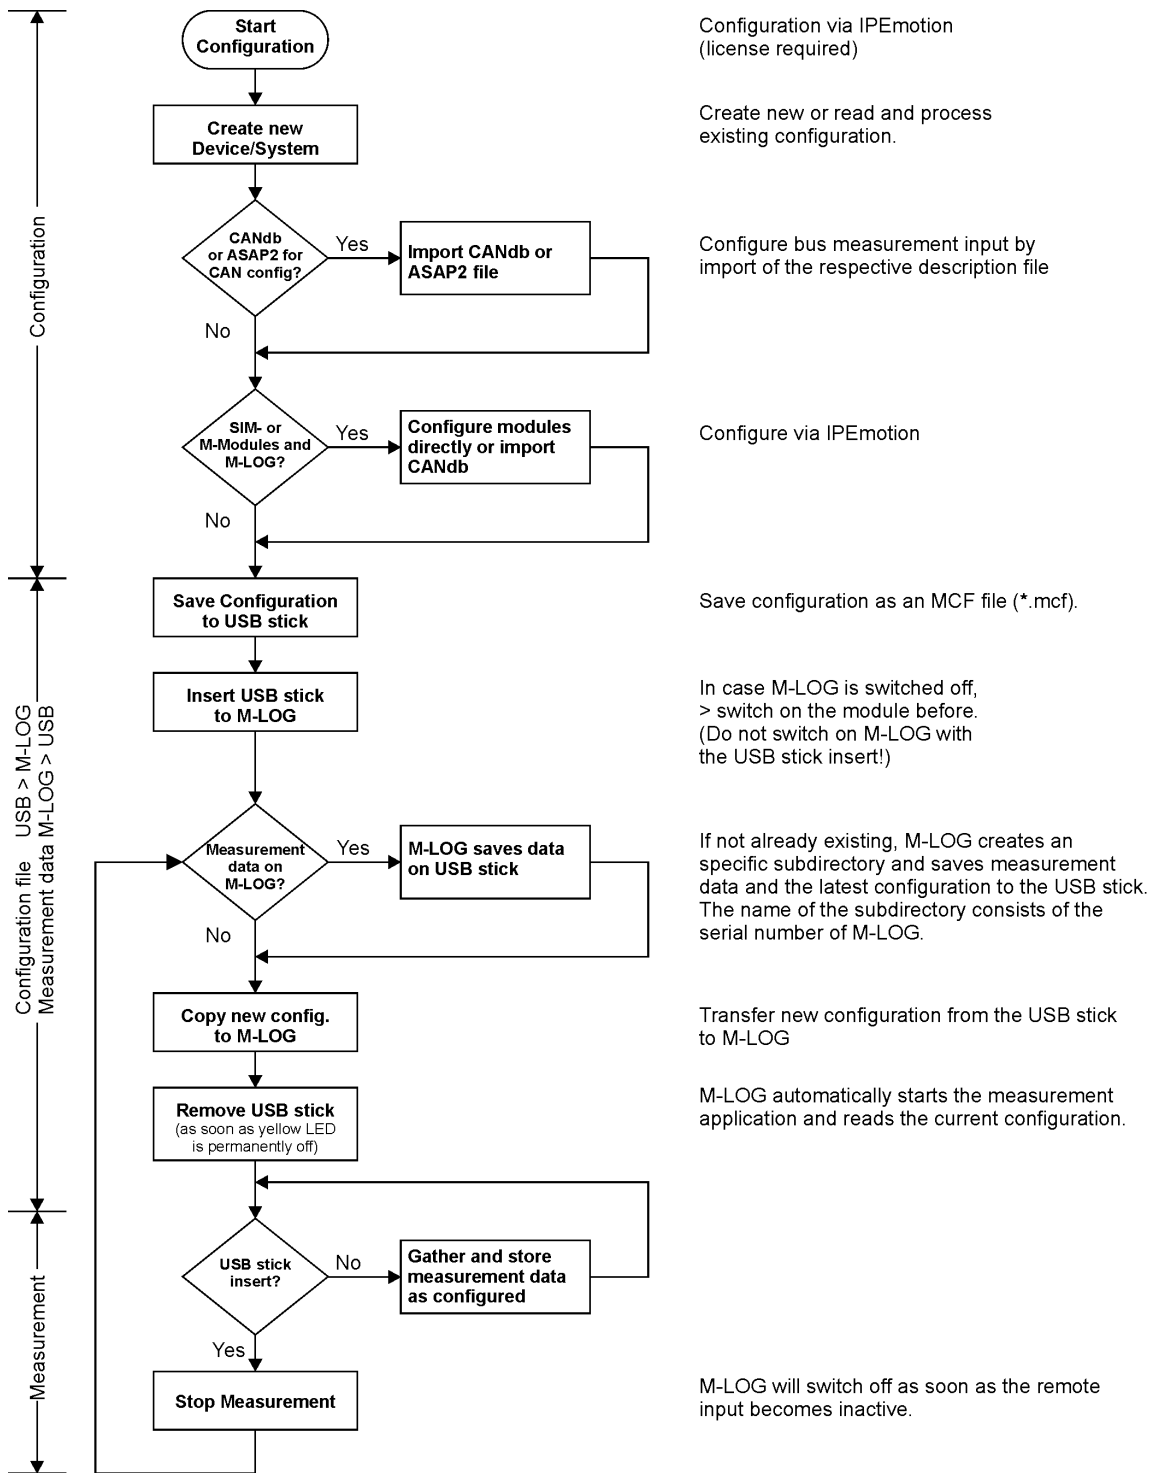 Start
Configuration
Configuration via IPEmotion
(license required)
Create new
Device/System
Create new or read and process
existing configuration.
CANdb
or ASAP2 for
CAN config?
Yes
Import CANdb or
ASAP2 file
Configure bus measurement input by
import of the respective description file
No
SIM- or
M-Modules and
M-LOG?
Yes
Configure modules
directly or import
CANdb
Configure via IPEmotion
No
Configuration
Save Configuration
to USB stick
Save configuration as an MCF file (*.mcf).
Insert USB stick
to M-LOG
In case M-LOG is switched off,
> switch on the module before.
(Do not switch on M-LOG with
the USB stick insert!)
Measurement
data on
M-LOG?
Yes
M-LOG saves data
on USB stick
If not already existing, M-LOG creates an
specific subdirectory and saves measurement
data and the latest configuration to the USB stick.
The name of the subdirectory consists of the
serial number of M-LOG.
No
Copy new config.
to M-LOG
Transfer new configuration from the USB stick
to M-LOG
Remove USB stick
(as soon as yellow LED
is permanently off)
M-LOG automatically starts the measurement
application and reads the current configuration.
Configuration file USB > M-LOG
Measurement data M-LOG > USB
USB stick
insert?
No
Gather and store
measurement data
as configured
Yes
Stop Measurement
M-LOG will switch off as soon as the remote
input becomes inactive.
Measurement